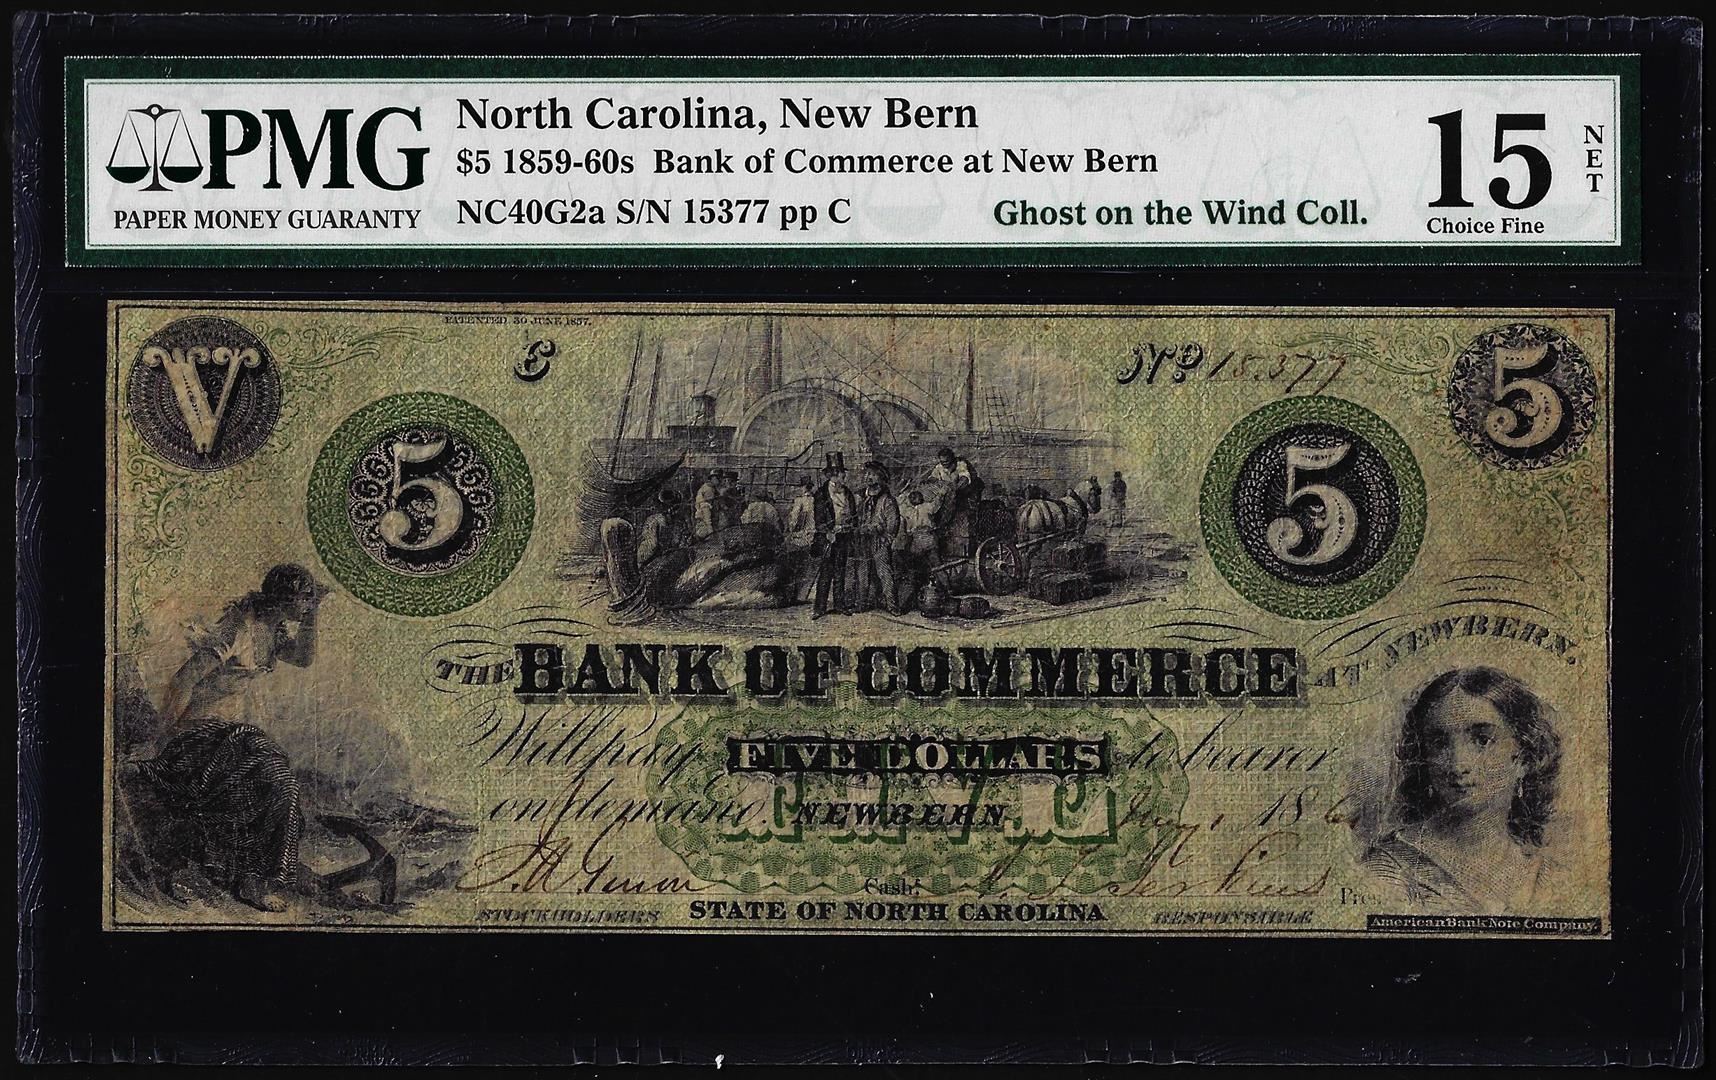 PMG
PAPER MONEY GUARANTY
North Carolina, New Bern
$5 1859-60s Bank of Commerce at New Bern
NC40G2a S/N 15377 pp C
Ghost on the Wind Coll.
15
NET
Choice Fine
PATENTED 30 JUNE 1857.
V
C
No 15377
5
5
5
THE BANK OF COMMERCE AT NEWBERN.
Will pay FIVE DOLLARS to bearer
on demand. NEWBERN 186
Cashr.
Pres.
STOCKHOLDERS STATE OF NORTH CAROLINA RESPONSIBLE
American Bank Note Company.